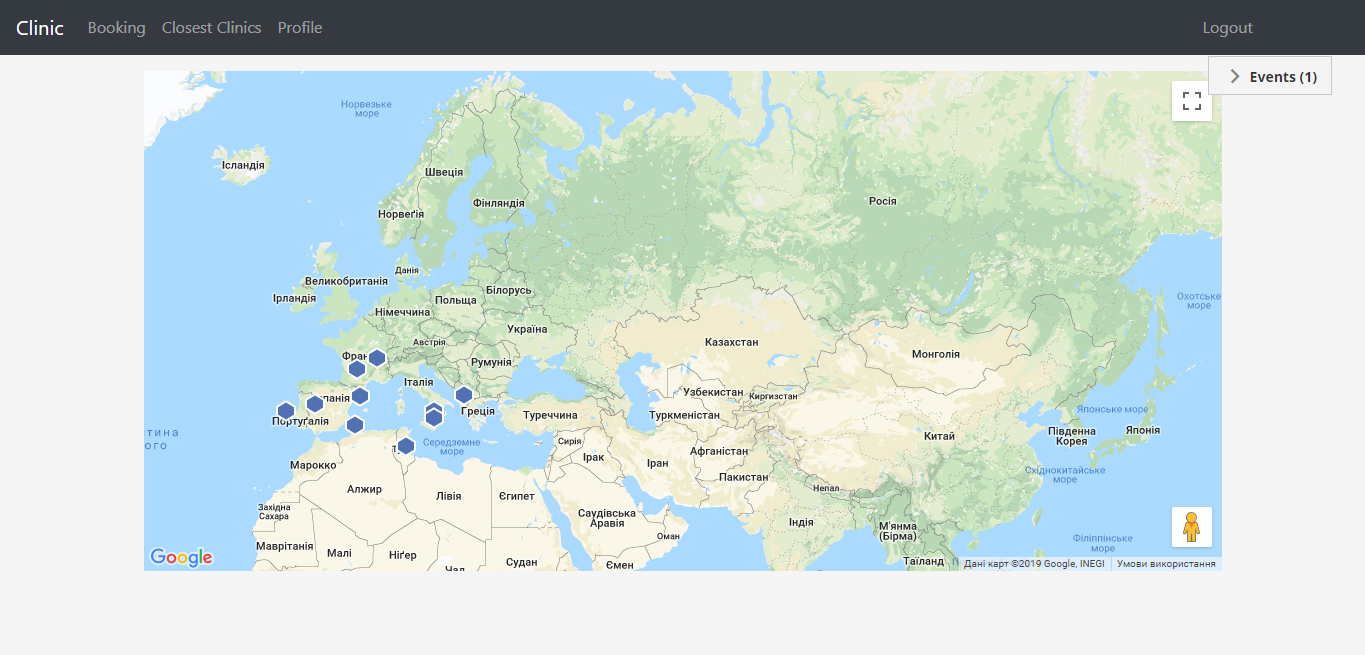 Clinic Booking Closest Clinics Profile Logout
Events (1)
Норвезьке
море
Ісландія
Швеція
Росія
Фінляндія
Норвегія
Данія
Великобританія
Білорусь
Охотське
море
Ірландія
Польща
Німеччина
Україна
Австрія
Казахстан
Монголія
Румунія
Італія
Узбекистан
Киргизстан
Японське море
Греція
Туреччина
Туркменістан
Португалія
Південна
Корея
Японія
Китай
Середземне
море
Сирія
Ірак
Афганістан
Іран
Марокко
Східнокитайське
море
Пакистан
Непал
Алжир
Лівія
Єгипет
Західна
Сахара
Саудівська
Аравія
Індія
М'янма
(Бірма)
Оман
Філіппінське
море
Мавританія
Малі
Нігер
Судан
Ємен
Таїланд
Google
Дані карт ©2019 Google, INEGI Умови використання